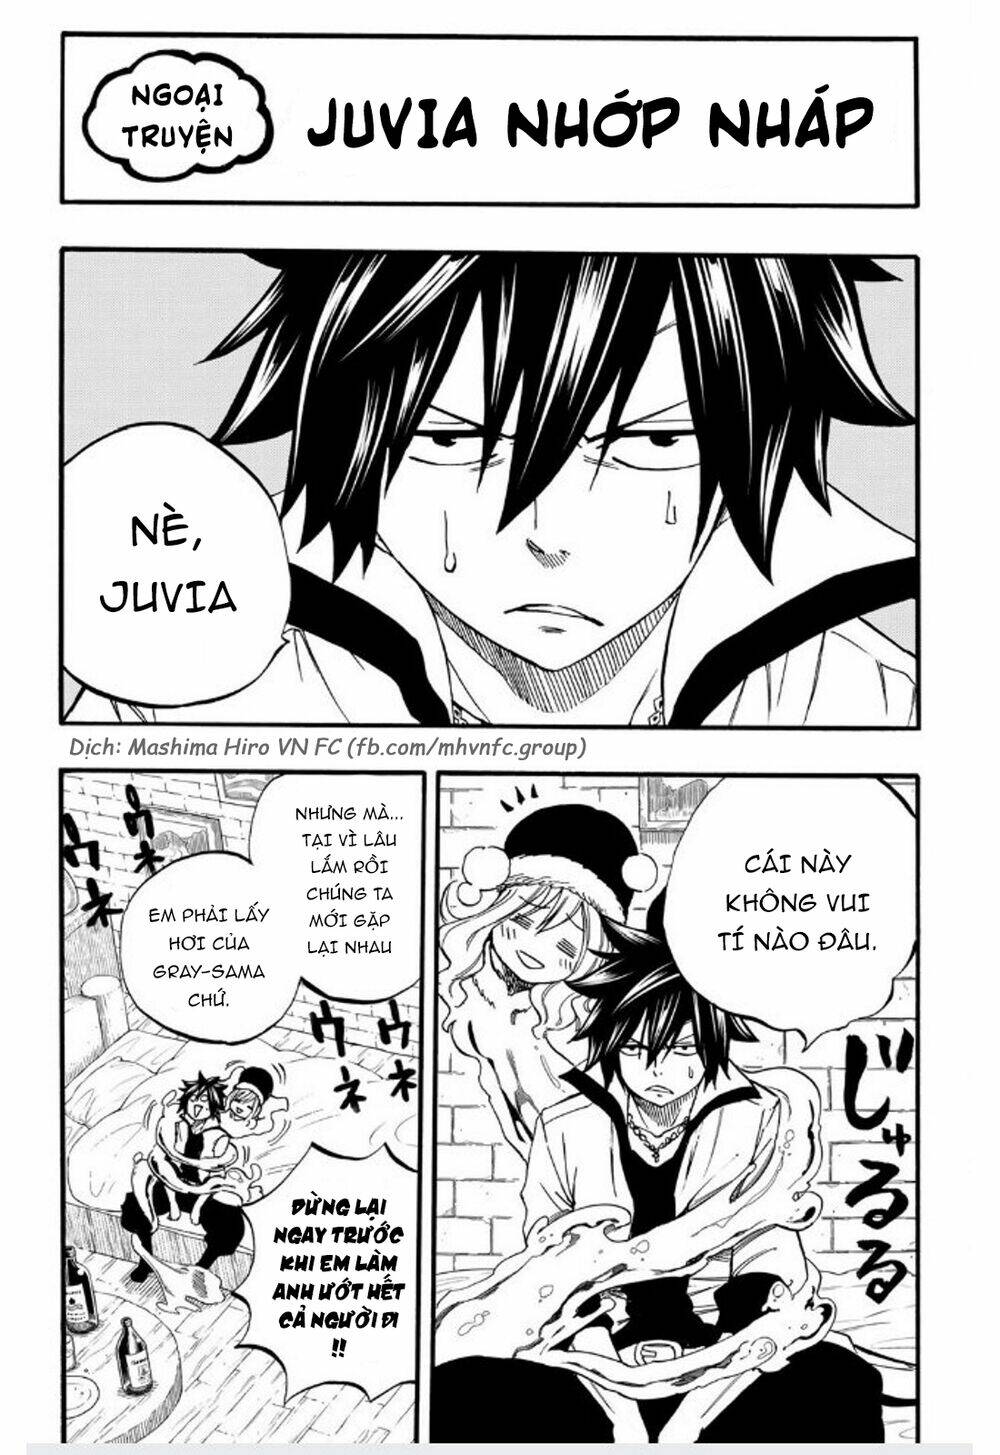 NGOẠI
TRUYỆN
JUVIA NHỚP NHÁP
NÈ,
JUVIA
Dịch: Mashima Hiro VN FC (fb.com/mhvnfc.group)
CÁI NÀY
KHÔNG VUI
TÍ NÀO ĐÂU.
じゅるるる
NHƯNG MÀ...
TẠI VÌ LÂU
LẮM RỒI
CHÚNG TA
MỚI GẶP
LẠI NHAU
EM PHẢI LẤY
HƠI CỦA
GRAY-SAMA
CHỨ.
ウネ
ウネ
ウネ
ウネ
ĐỪNG LẠI
NGAY TRƯỚC
KHI EM LÀM
ANH ƯỚT HẾT
CẢ NGƯỜI ĐI
!!